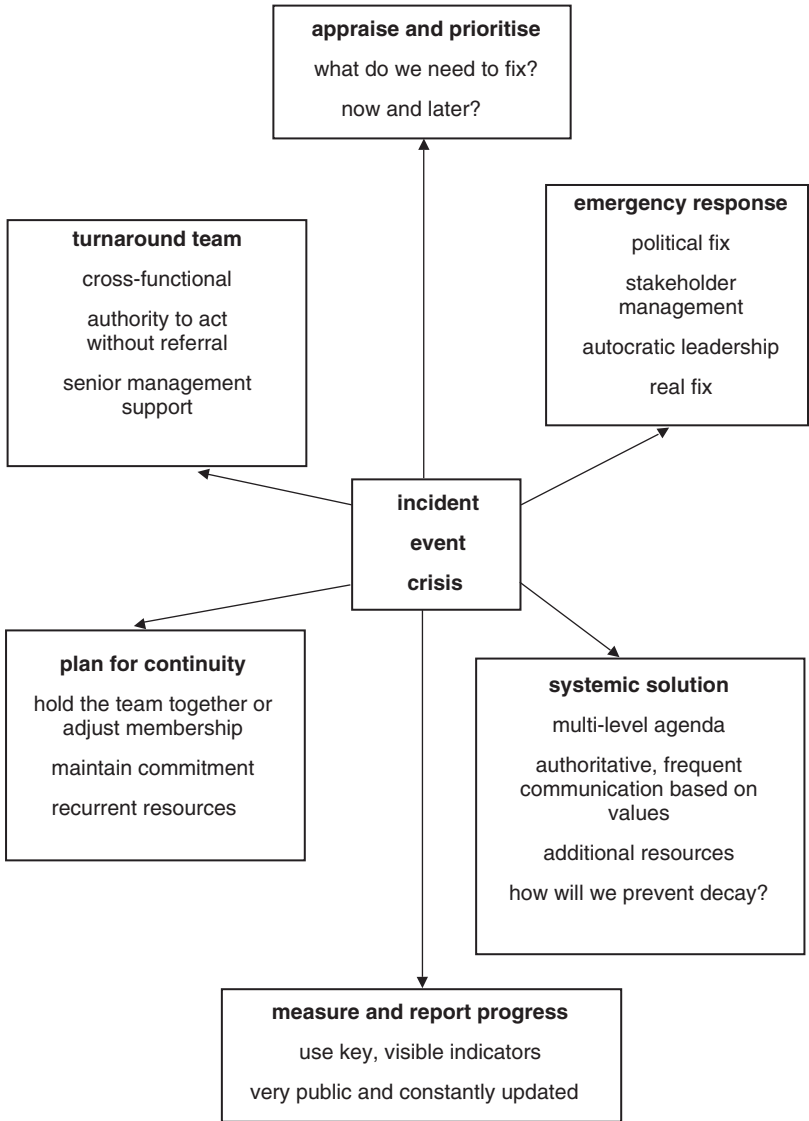 appraise and prioritise
what do we need to fix?
now and later?
emergency response
political fix
stakeholder
management
autocratic leadership
real fix
turnaround team
cross-functional
authority to act
without referral
senior management
support
incident
event
crisis
plan for continuity
hold the team together or
adjust membership
maintain commitment
recurrent resources
systemic solution
multi-level agenda
authoritative, frequent
communication based on
values
additional resources
how will we prevent decay?
measure and report progress
use key, visible indicators
very public and constantly updated